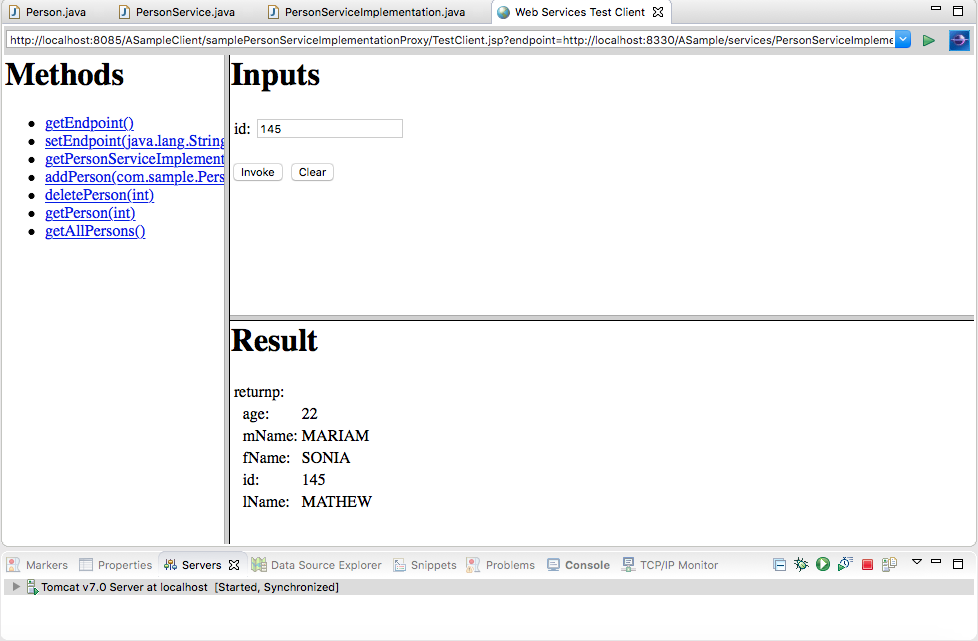 Person.java PersonService.java PersonServiceImplementation.java Web Services Test Client
http://localhost:8085/ASampleClient/samplePersonServiceImplementationProxy/TestClient.jsp?endpoint=http://localhost:8330/ASample/services/PersonServiceImpleme
Methods
getEndpoint()
setEndpoint(java.lang.String
getPersonServiceImplement
addPerson(com.sample.Pers
deletePerson(int)
getPerson(int)
getAllPersons()
Inputs
id: 145
Invoke Clear
Result
returnp:
age: 22
mName: MARIAM
fName: SONIA
id: 145
lName: MATHEW
Markers Properties Servers Data Source Explorer Snippets Problems Console TCP/IP Monitor
Tomcat v7.0 Server at localhost [Started, Synchronized]